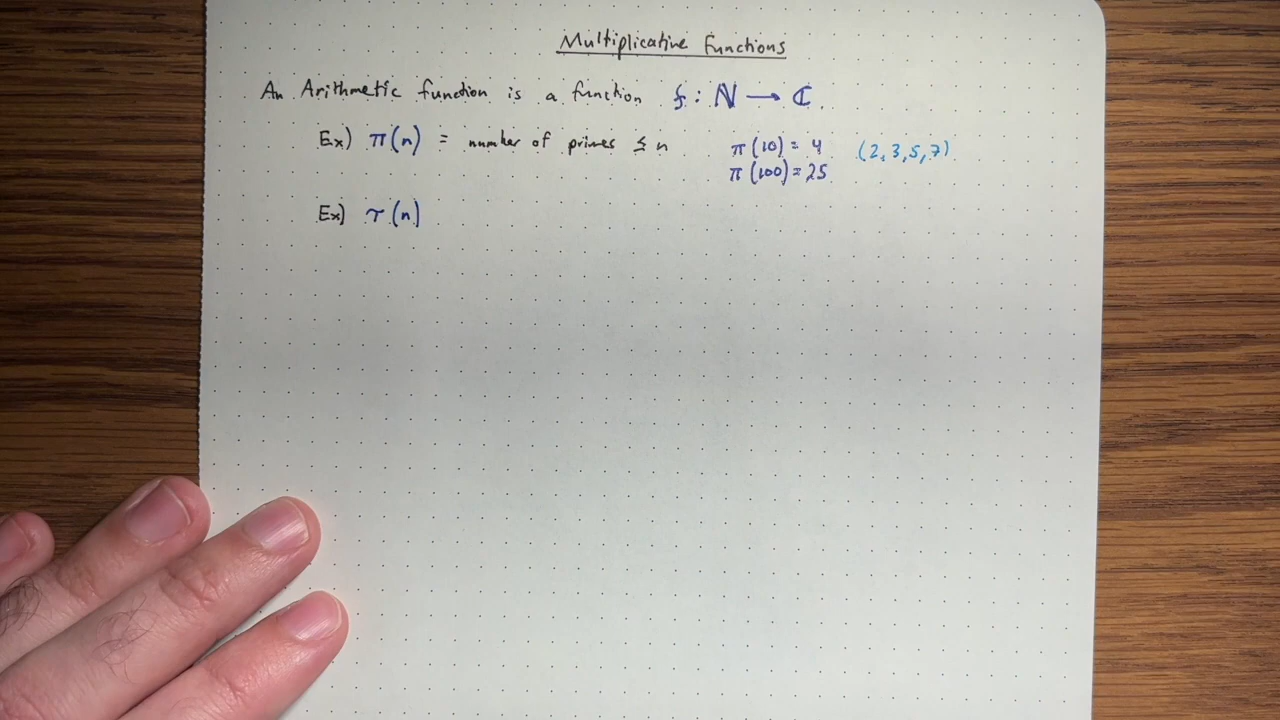 Multiplicative Functions
An Arithmetic function is a function f : ℕ → ℂ.
Ex) π(n) = number of primes ≤ n π(10) = 4 (2, 3, 5, 7)
π(100) = 25
Ex) τ(n)